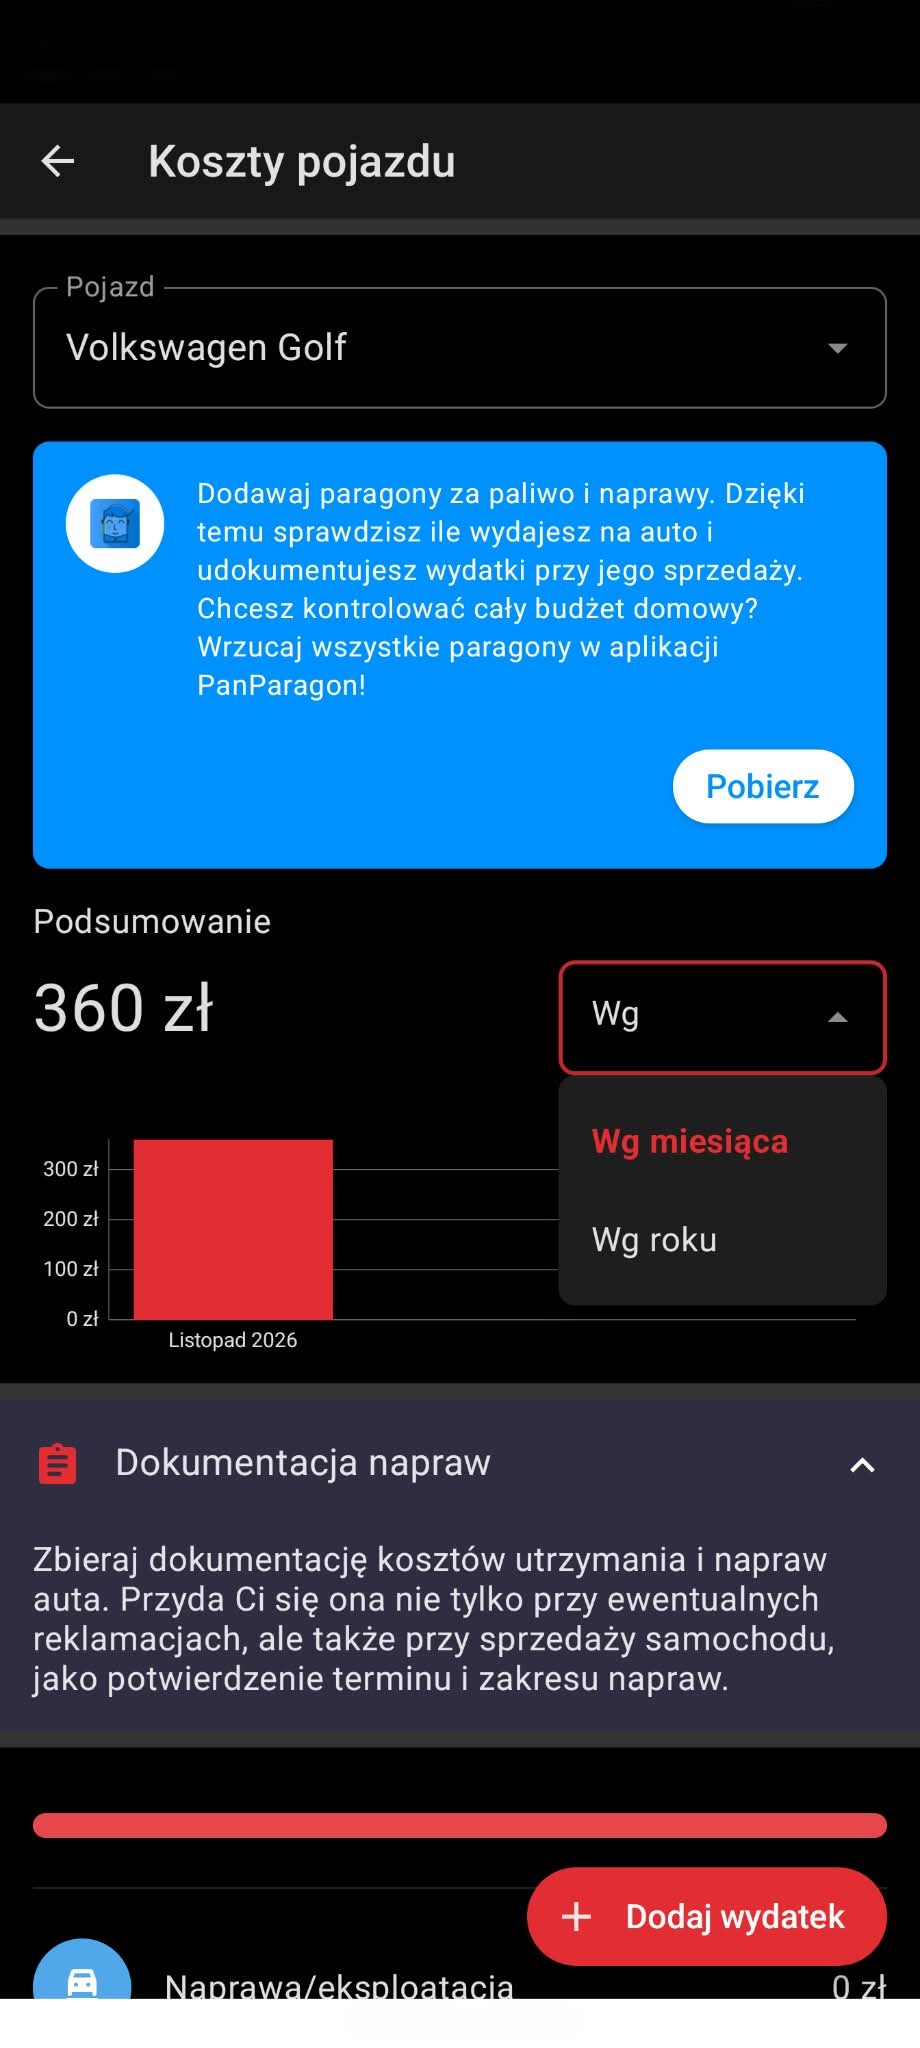 Koszty pojazdu
Pojazd
Volkswagen Golf
Dodawaj paragony za paliwo i naprawy. Dzięki
temu sprawdzisz ile wydajesz na auto i
udokumentujesz wydatki przy jego sprzedaży.
Chcesz kontrolować cały budżet domowy?
Wrzucaj wszystkie paragony w aplikacji
PanParagon!
Pobierz
Podsumowanie
360 zł
Wg
Wg miesiąca
Wg roku
300 zł
200 zł
100 zł
0 zł
Listopad 2026
Dokumentacja napraw
Zbieraj dokumentację kosztów utrzymania i napraw
auta. Przyda Ci się ona nie tylko przy ewentualnych
reklamacjach, ale także przy sprzedaży samochodu,
jako potwierdzenie terminu i zakresu napraw.
Dodaj wydatek
Naprawa/eksploatacja
0 zł